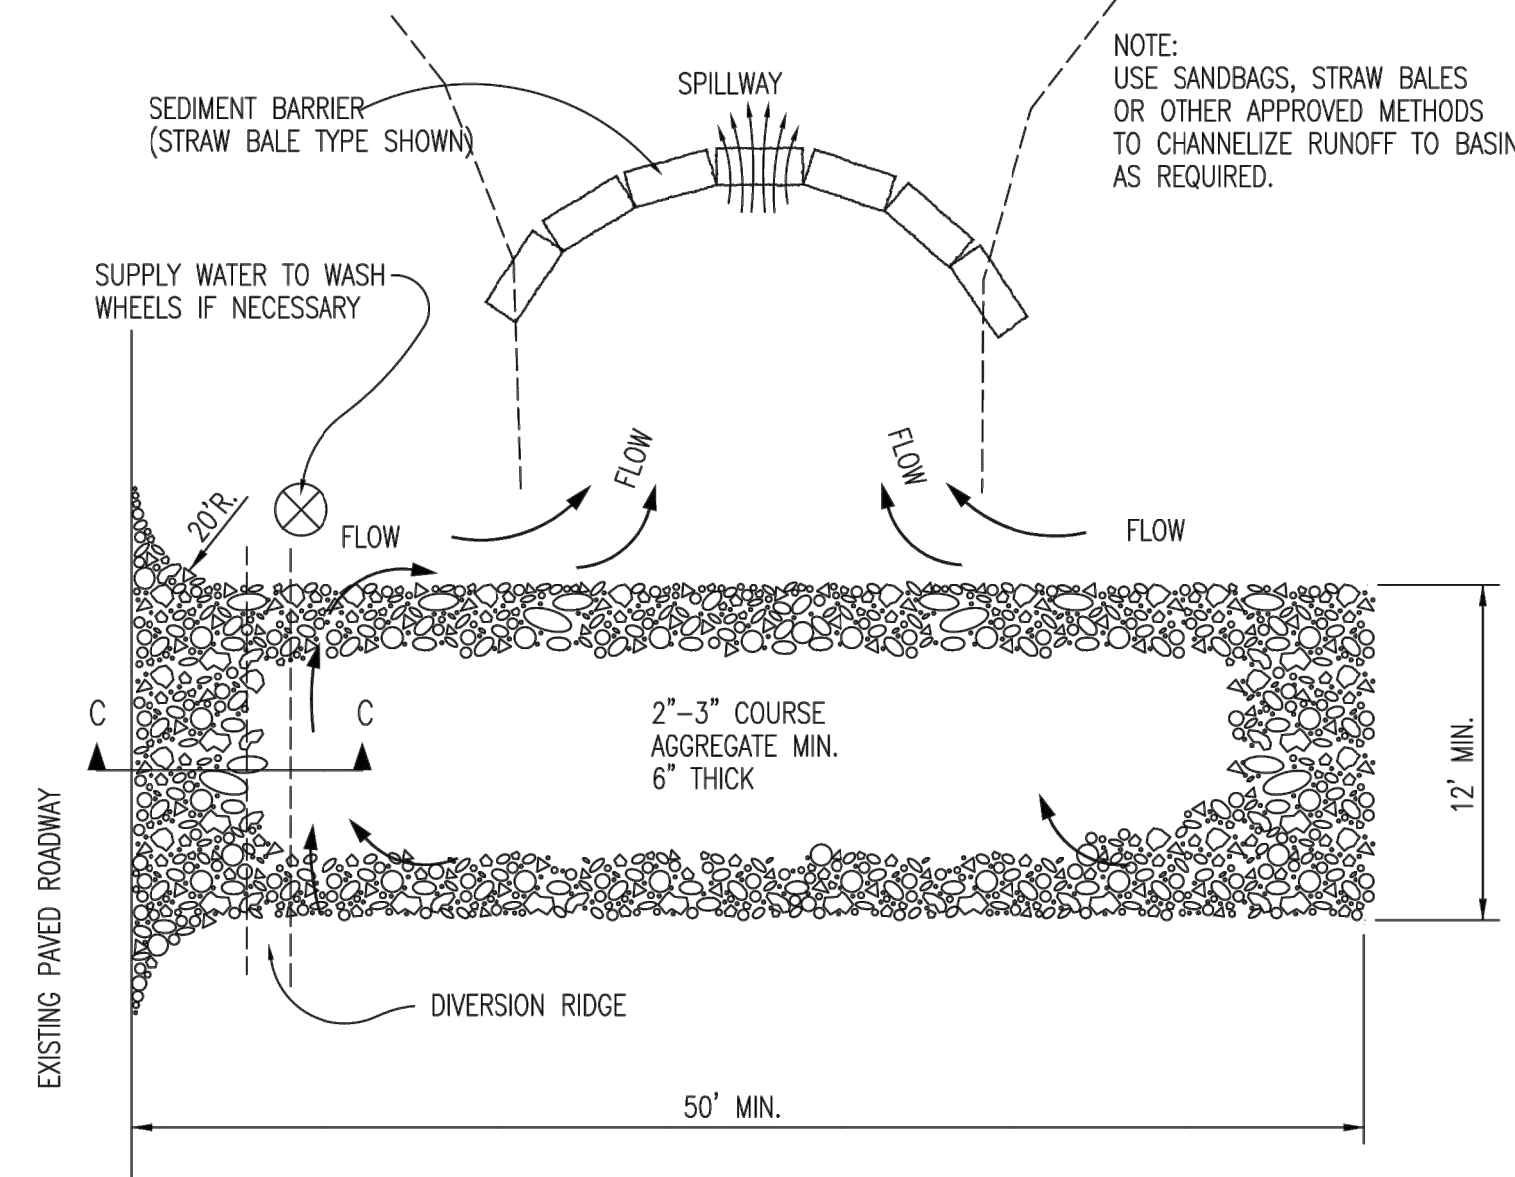 NOTE:
USE SANDBAGS, STRAW BALES
OR OTHER APPROVED METHODS
TO CHANNELIZE RUNOFF TO BASIN
AS REQUIRED.
SPILLWAY
SEDIMENT BARRIER
(STRAW BALE TYPE SHOWN)
SUPPLY WATER TO WASH
WHEELS IF NECESSARY
20'R.
FLOW
FLOW
FLOW
FLOW
C
C
2"-3" COURSE
AGGREGATE MIN.
6" THICK
12' MIN.
EXISTING PAVED ROADWAY
DIVERSION RIDGE
50' MIN.